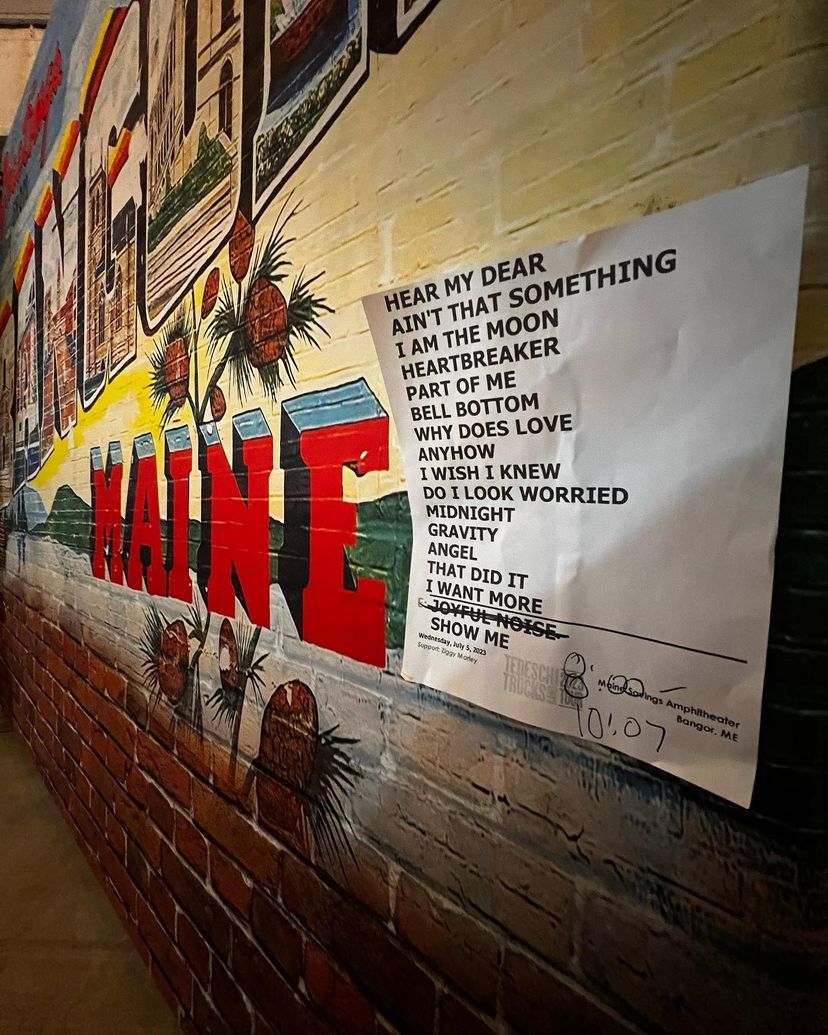 MAINE
HEAR MY DEAR
AIN'T THAT SOMETHING
I AM THE MOON
HEARTBREAKER
PART OF ME
BELL BOTTOM
WHY DOES LOVE
ANYHOW
I WISH I KNEW
DO I LOOK WORRIED
MIDNIGHT
GRAVITY
ANGEL
THAT DID IT
I WANT MORE
E: JOYFUL NOISE
SHOW ME
Wednesday, July 5, 2023
Support: Ziggy Marley
TEDESCHI
TRUCKS
8:00 –
Maine Savings Amphitheater
Bangor, ME
10:07